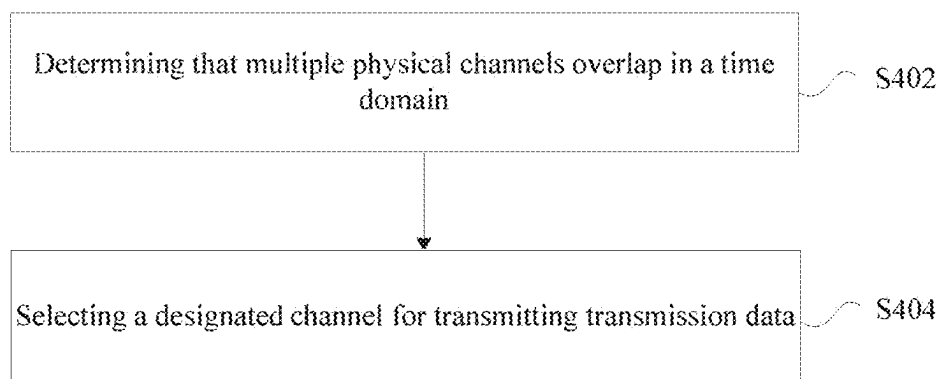 Determining that multiple physical channels overlap in a time
domain
S402
Selecting a designated channel for transmitting transmission data
S404